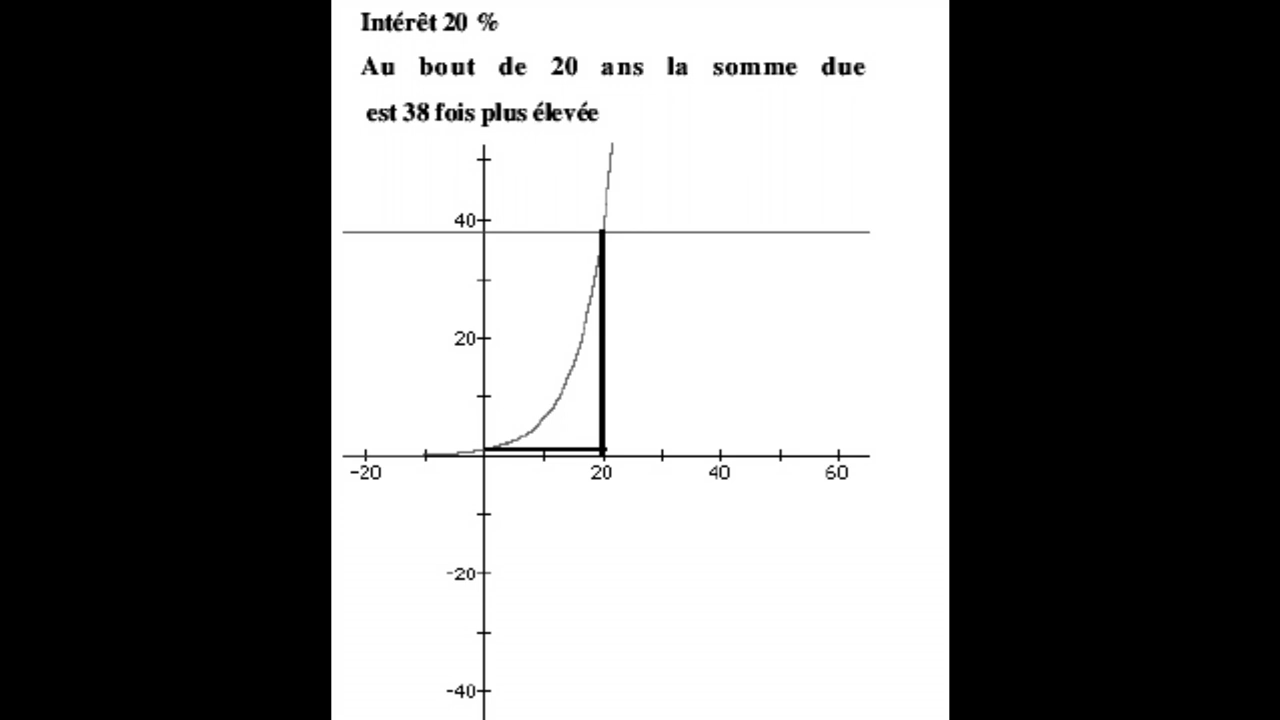 Intérêt 20 %
Au bout de 20 ans la somme due
est 38 fois plus élevée
40
20
-20
20
40
60
-20
-40